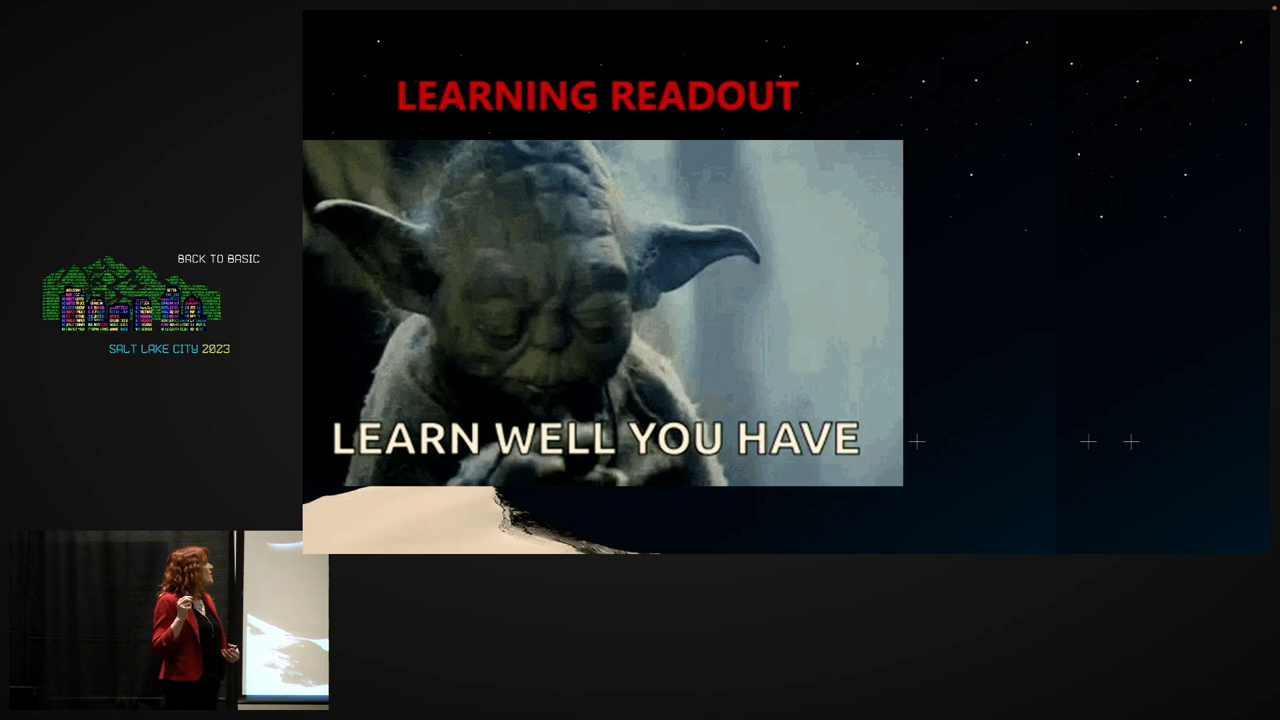 LEARNING READOUT
LEARN WELL YOU HAVE
BACK TO BASIC
SALT LAKE CITY 2023